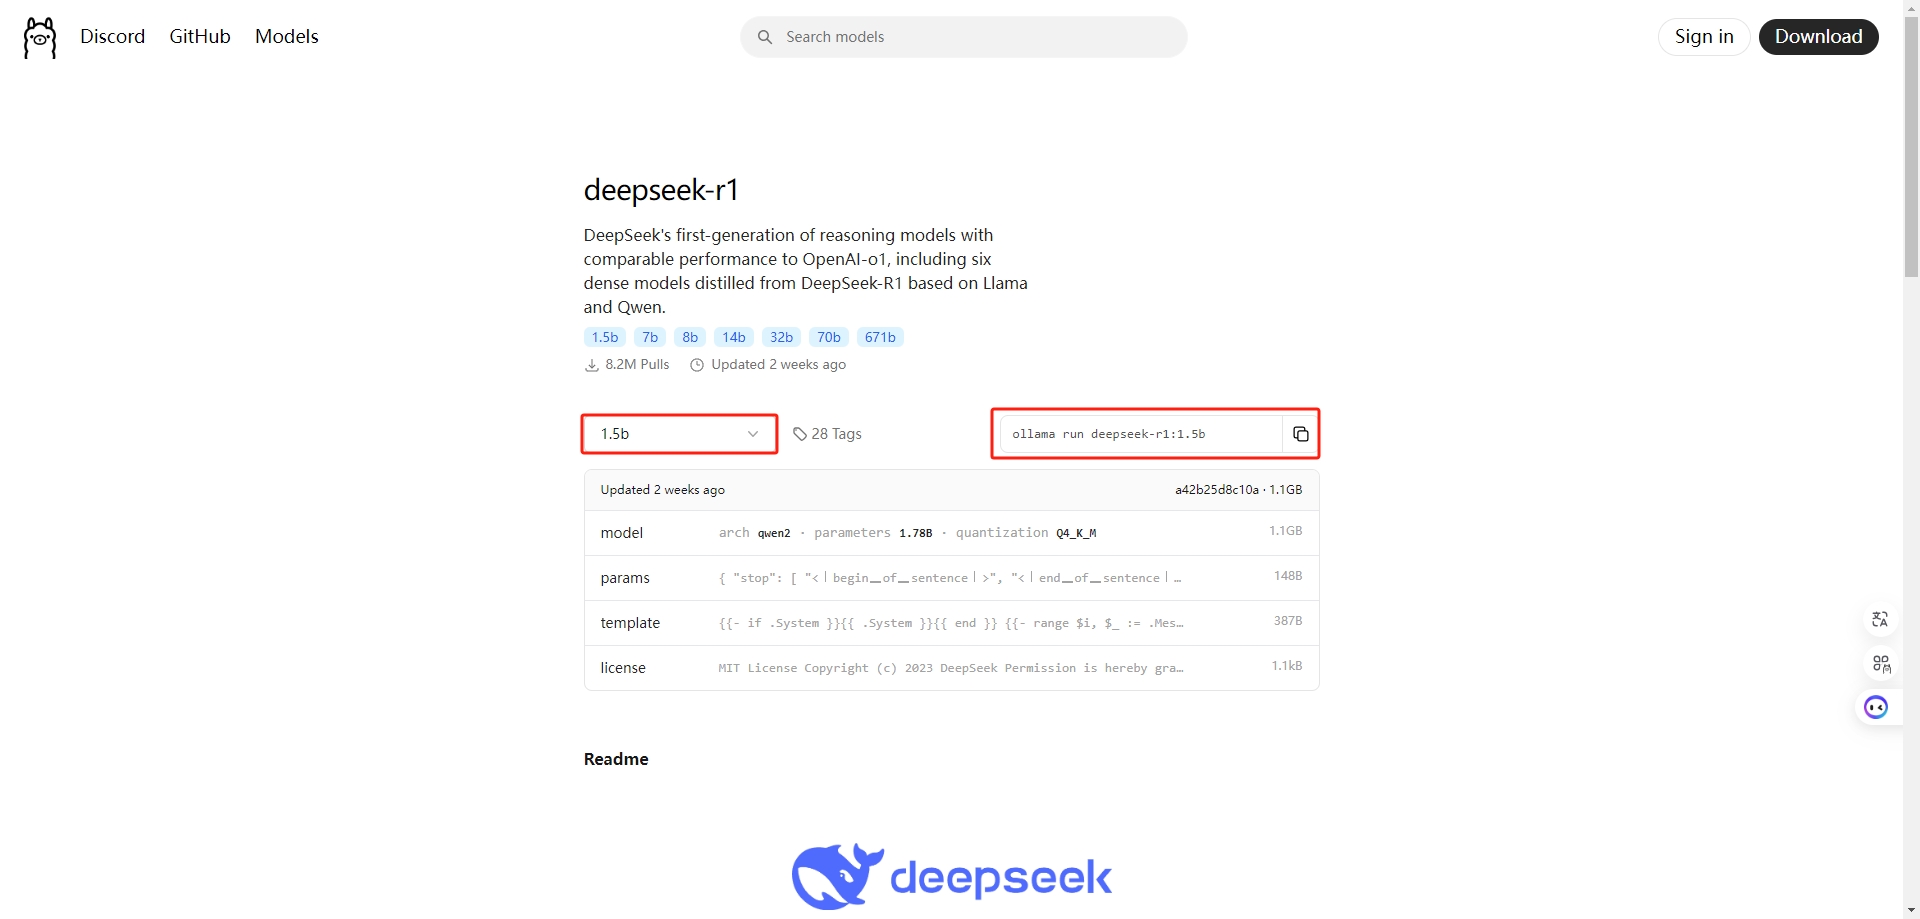 Discord GitHub Models Search models Sign in Download
deepseek-r1
DeepSeek's first-generation of reasoning models with
comparable performance to OpenAI-o1, including six
dense models distilled from DeepSeek-R1 based on Llama
and Qwen.
1.5b 7b 8b 14b 32b 70b 671b
8.2M Pulls Updated 2 weeks ago
1.5b 28 Tags ollama run deepseek-r1:1.5b
Updated 2 weeks ago a42b25d8c10a · 1.1GB
model arch qwen2 · parameters 1.78B · quantization Q4_K_M 1.1GB
params { "stop": [ "<｜begin▁of▁sentence｜>", "<｜end▁of▁sentence｜… 148B
template {{- if .System }}{{ .System }}{{ end }} {{- range $i, $_ := .Mes… 387B
license MIT License Copyright (c) 2023 DeepSeek Permission is hereby gra… 1.1kB
Readme
deepseek